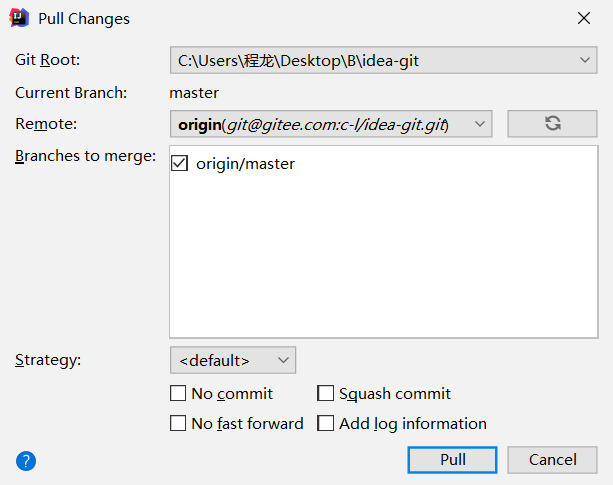 Pull Changes
Git Root: C:\Users\程龙\Desktop\B\idea-git
Current Branch: master
Remote: origin(git@gitee.com:c-l/idea-git.git)
Branches to merge: origin/master
Strategy: <default>
No commit Squash commit
No fast forward Add log information
? Pull Cancel